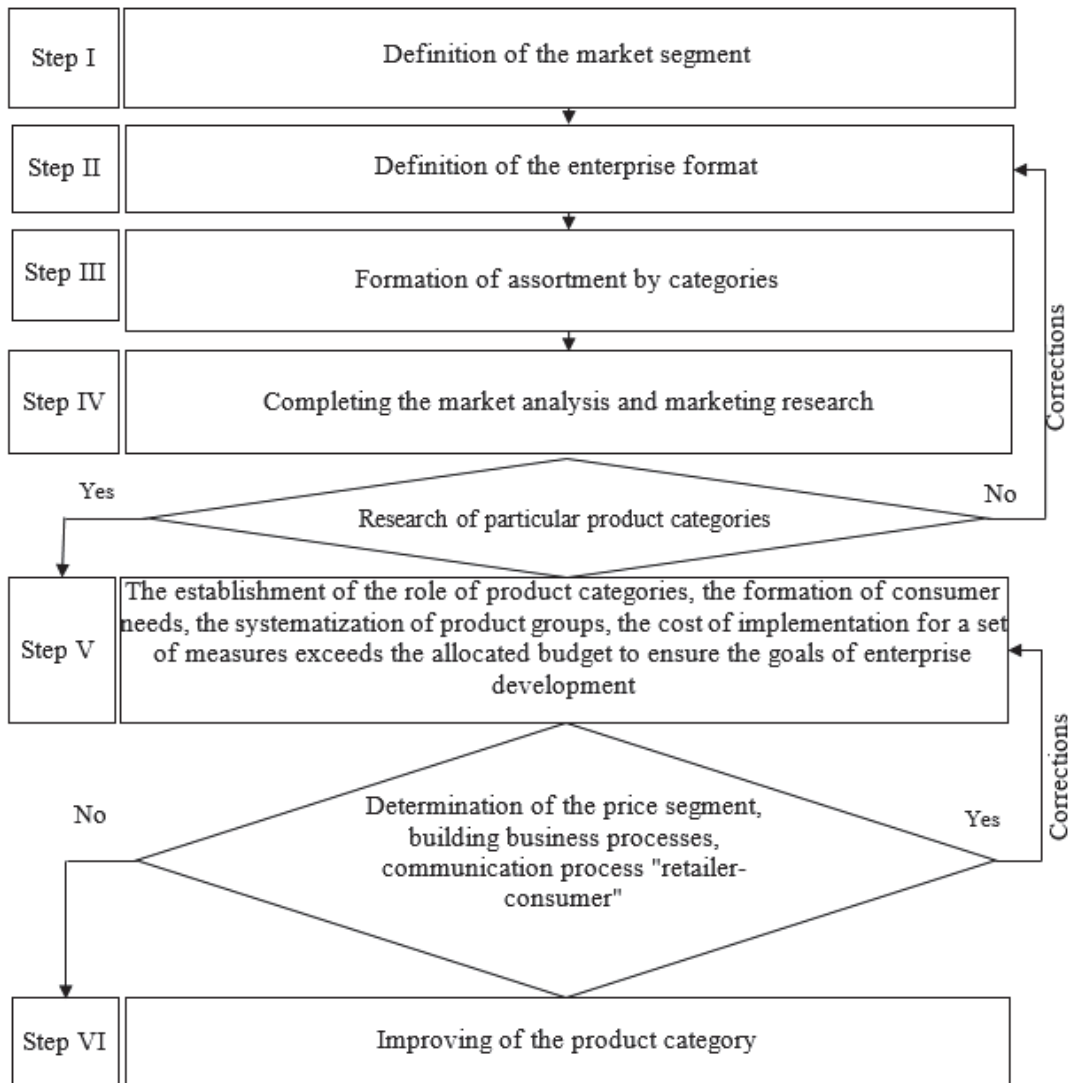 Step I
Definition of the market segment
Step II
Definition of the enterprise format
Step III
Formation of assortment by categories
Corrections
Step IV
Completing the market analysis and marketing research
Yes
No
Research of particular product categories
Step V
The establishment of the role of product categories, the formation of consumer
needs, the systematization of product groups, the cost of implementation for a set
of measures exceeds the allocated budget to ensure the goals of enterprise
development
Corrections
No
Yes
Determination of the price segment,
building business processes,
communication process "retailer-
consumer"
Step VI
Improving of the product category